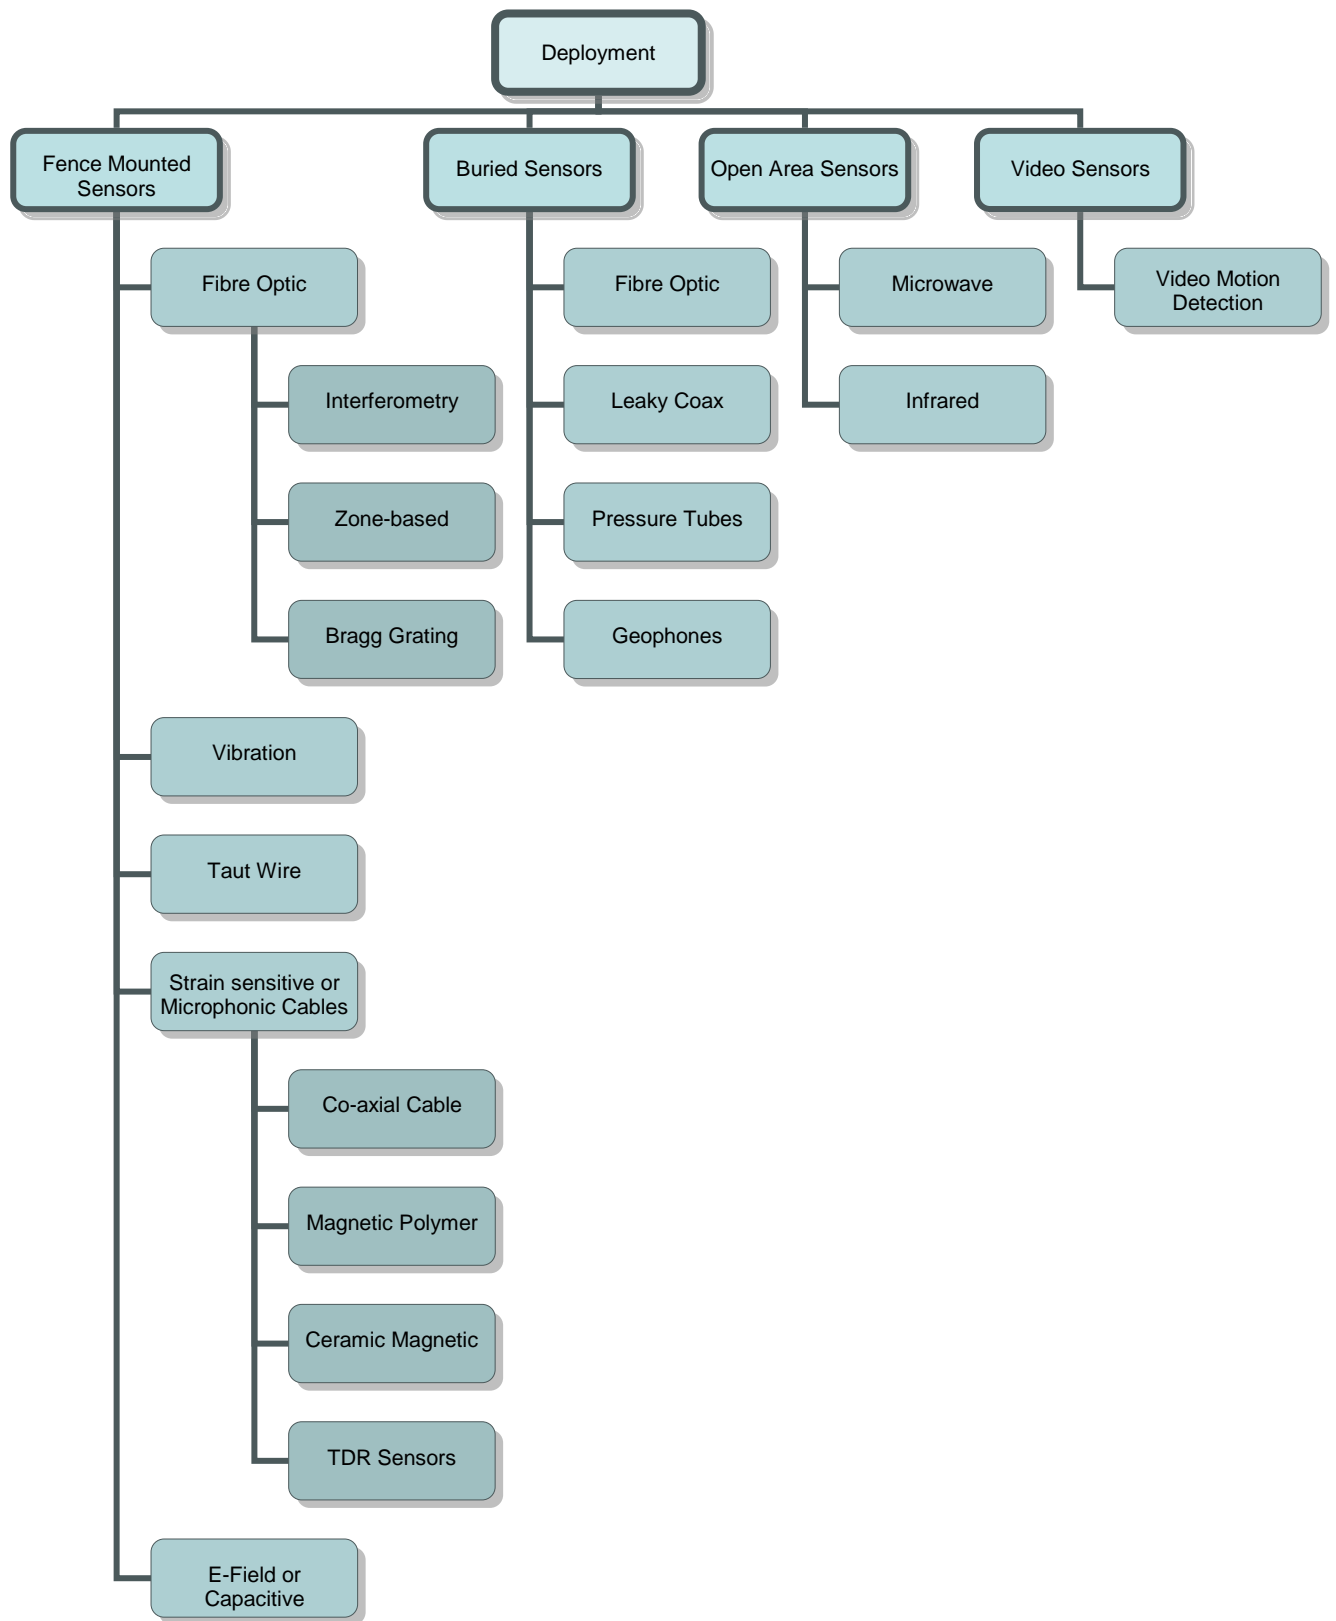 Deployment
Fence Mounted
Sensors
Fibre Optic
Interferometry
Zone-based
Bragg Grating
Vibration
Taut Wire
Strain sensitive or
Microphonic Cables
Co-axial Cable
Magnetic Polymer
Ceramic Magnetic
TDR Sensors
E-Field or
Capacitive
Buried Sensors
Fibre Optic
Leaky Coax
Pressure Tubes
Geophones
Open Area Sensors
Microwave
Infrared
Video Sensors
Video Motion
Detection